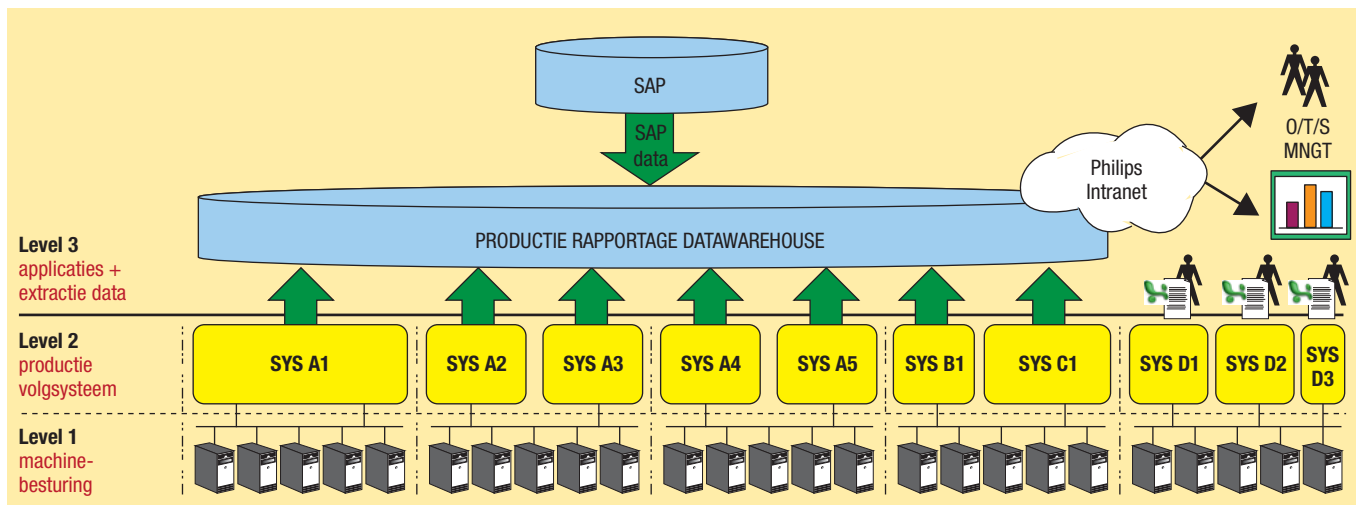 SAP
SAP
data
O/T/S
MNGT
Philips
Intranet
PRODUCTIE RAPPORTAGE DATAWAREHOUSE
Level 3
applicaties +
extractie data
Level 2
productie
volgsysteem
SYS A1
SYS A2
SYS A3
SYS A4
SYS A5
SYS B1
SYS C1
SYS D1
SYS D2
SYS
D3
Level 1
machine-
besturing